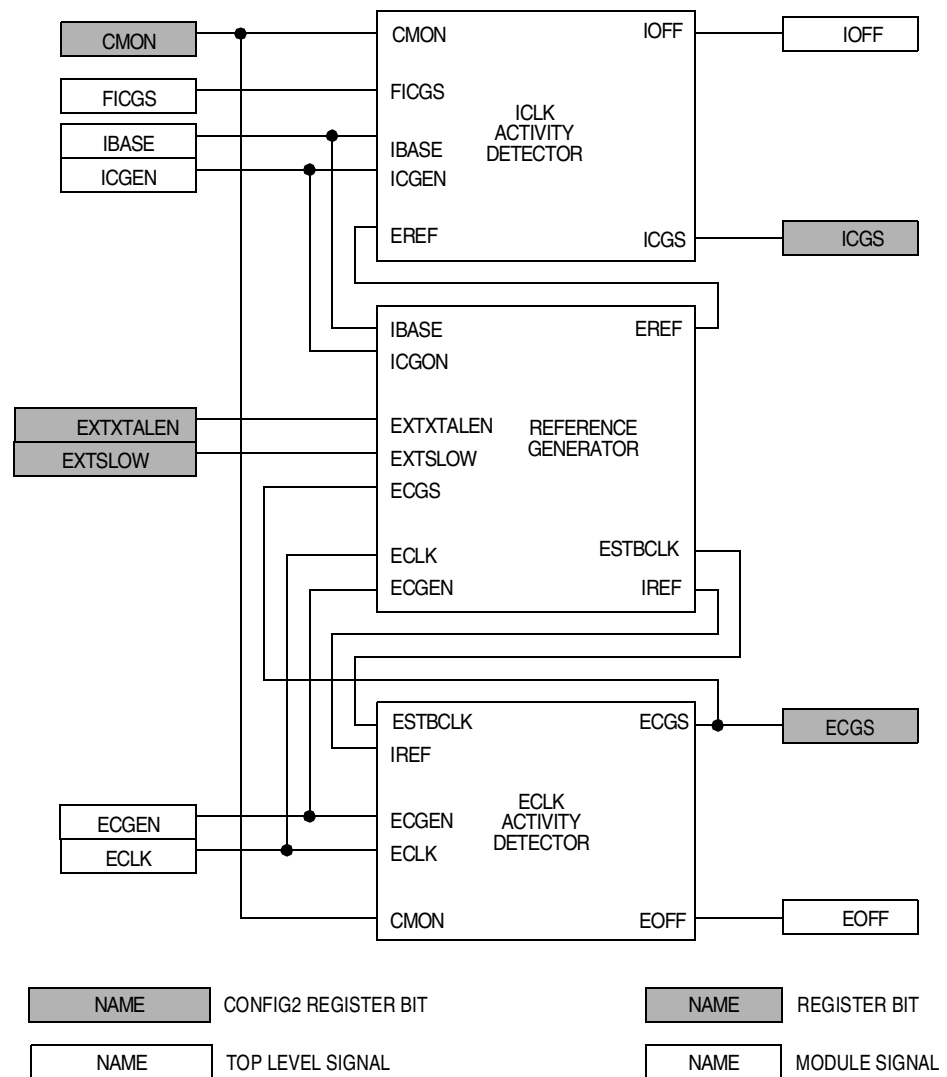 CMON
CMON
IOFF
IOFF
FICGS
FICGS
ICLK
ACTIVITY
DETECTOR
IBASE
IBASE
ICGEN
ICGEN
EREF
ICGS
ICGS
IBASE
EREF
ICGON
EXTXTALEN
EXTXTALEN
REFERENCE
GENERATOR
EXTSLOW
EXTSLOW
ECGS
ECLK
ESTBCLK
ECGEN
IREF
ESTBCLK
ECGS
ECGS
IREF
ECLK
ACTIVITY
DETECTOR
ECGEN
ECGEN
ECLK
ECLK
CMON
EOFF
EOFF
NAME CONFIG2 REGISTER BIT
NAME REGISTER BIT
NAME TOP LEVEL SIGNAL
NAME MODULE SIGNAL